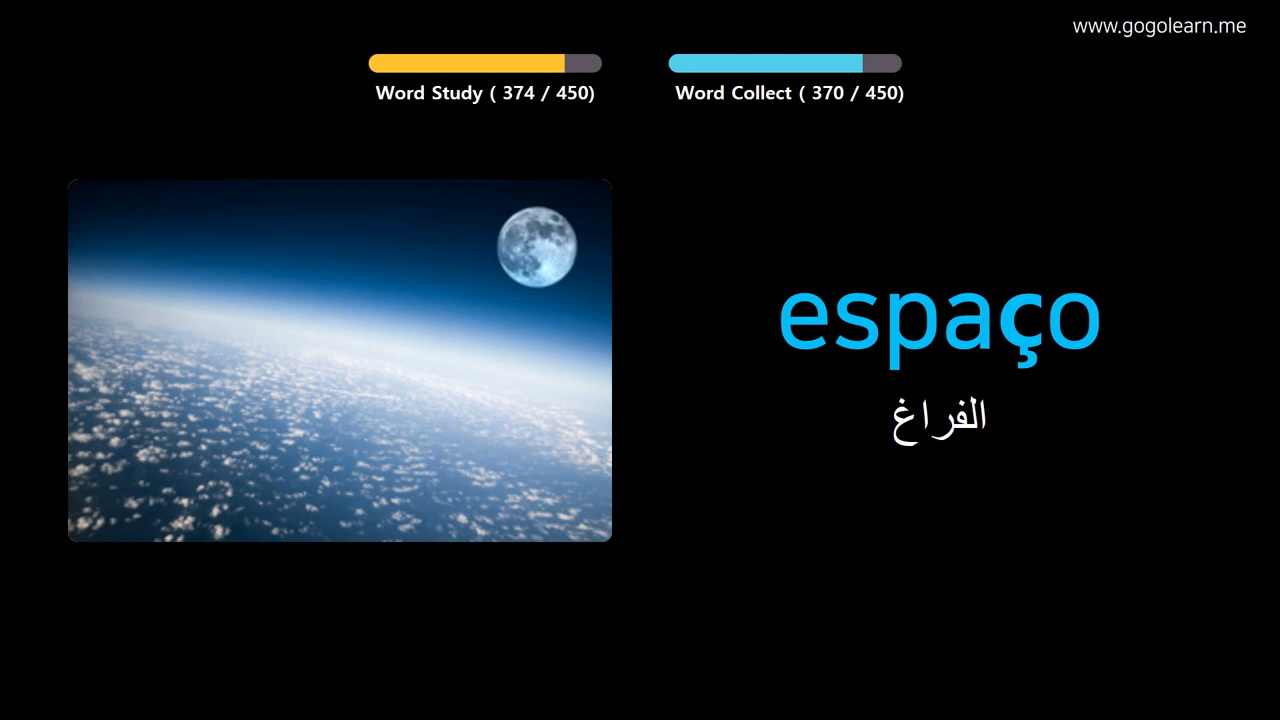 www.gogolearn.me
Word Study ( 374 / 450)
Word Collect ( 370 / 450)
espaço
الفراغ